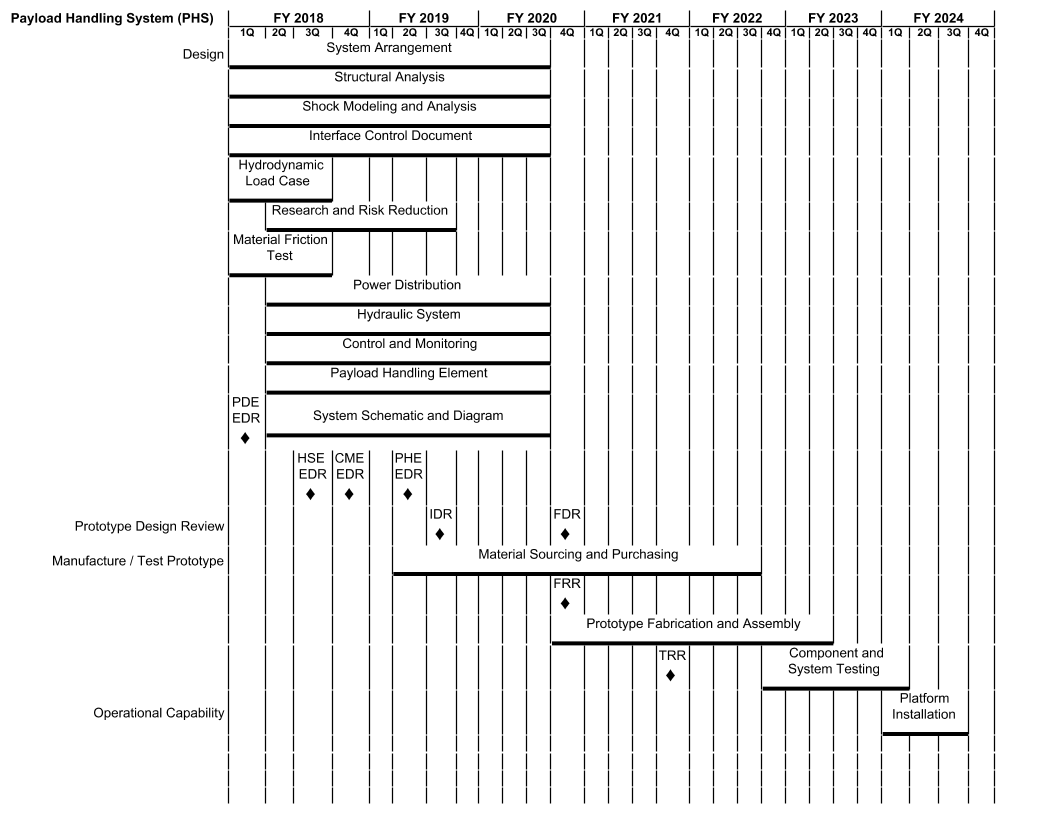 Payload Handling System (PHS) FY 2018 FY 2019 FY 2020 FY 2021 FY 2022 FY 2023 FY 2024
1Q 2Q 3Q 4Q 1Q 2Q 3Q 4Q 1Q 2Q 3Q 4Q 1Q 2Q 3Q 4Q 1Q 2Q 3Q 4Q 1Q 2Q 3Q 4Q 1Q 2Q 3Q 4Q
Design System Arrangement
Structural Analysis
Shock Modeling and Analysis
Interface Control Document
Hydrodynamic
Load Case
Research and Risk Reduction
Material Friction
Test
Power Distribution
Hydraulic System
Control and Monitoring
Payload Handling Element
PDE
EDR
System Schematic and Diagram
HSE
EDR
CME
EDR
PHE
EDR
IDR FDR
Prototype Design Review
Manufacture / Test Prototype Material Sourcing and Purchasing
FRR
Prototype Fabrication and Assembly
TRR
Component and
System Testing
Operational Capability
Platform
Installation